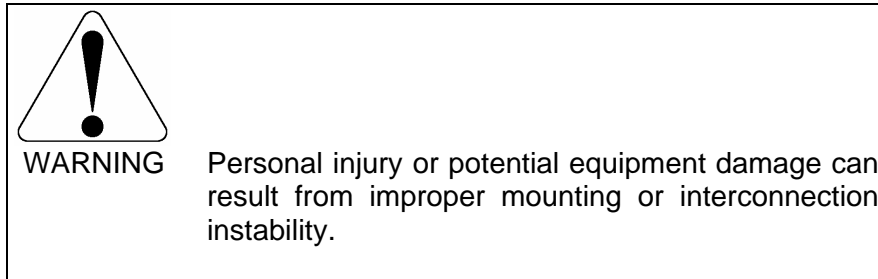 WARNING Personal injury or potential equipment damage can
result from improper mounting or interconnection
instability.